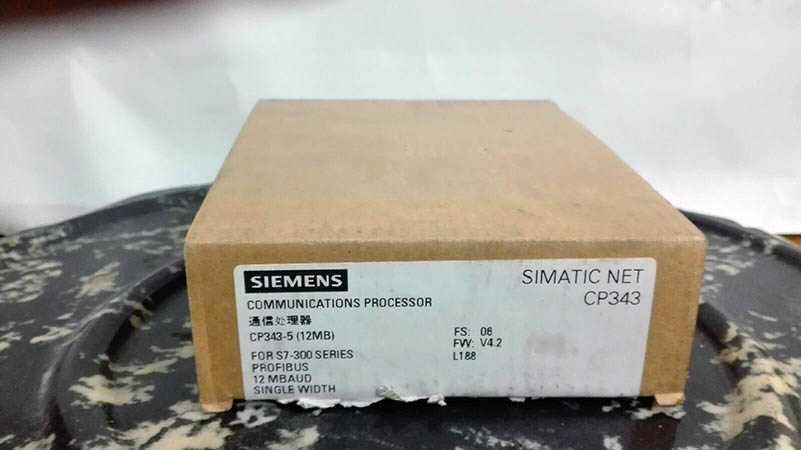 SIEMENS
SIMATIC NET
CP343
COMMUNICATIONS PROCESSOR
通信处理器
CP343-5 (12MB)
FOR S7-300 SERIES
PROFIBUS
12 MBAUD
SINGLE WIDTH
FS: 06
FW: V4.2
L188